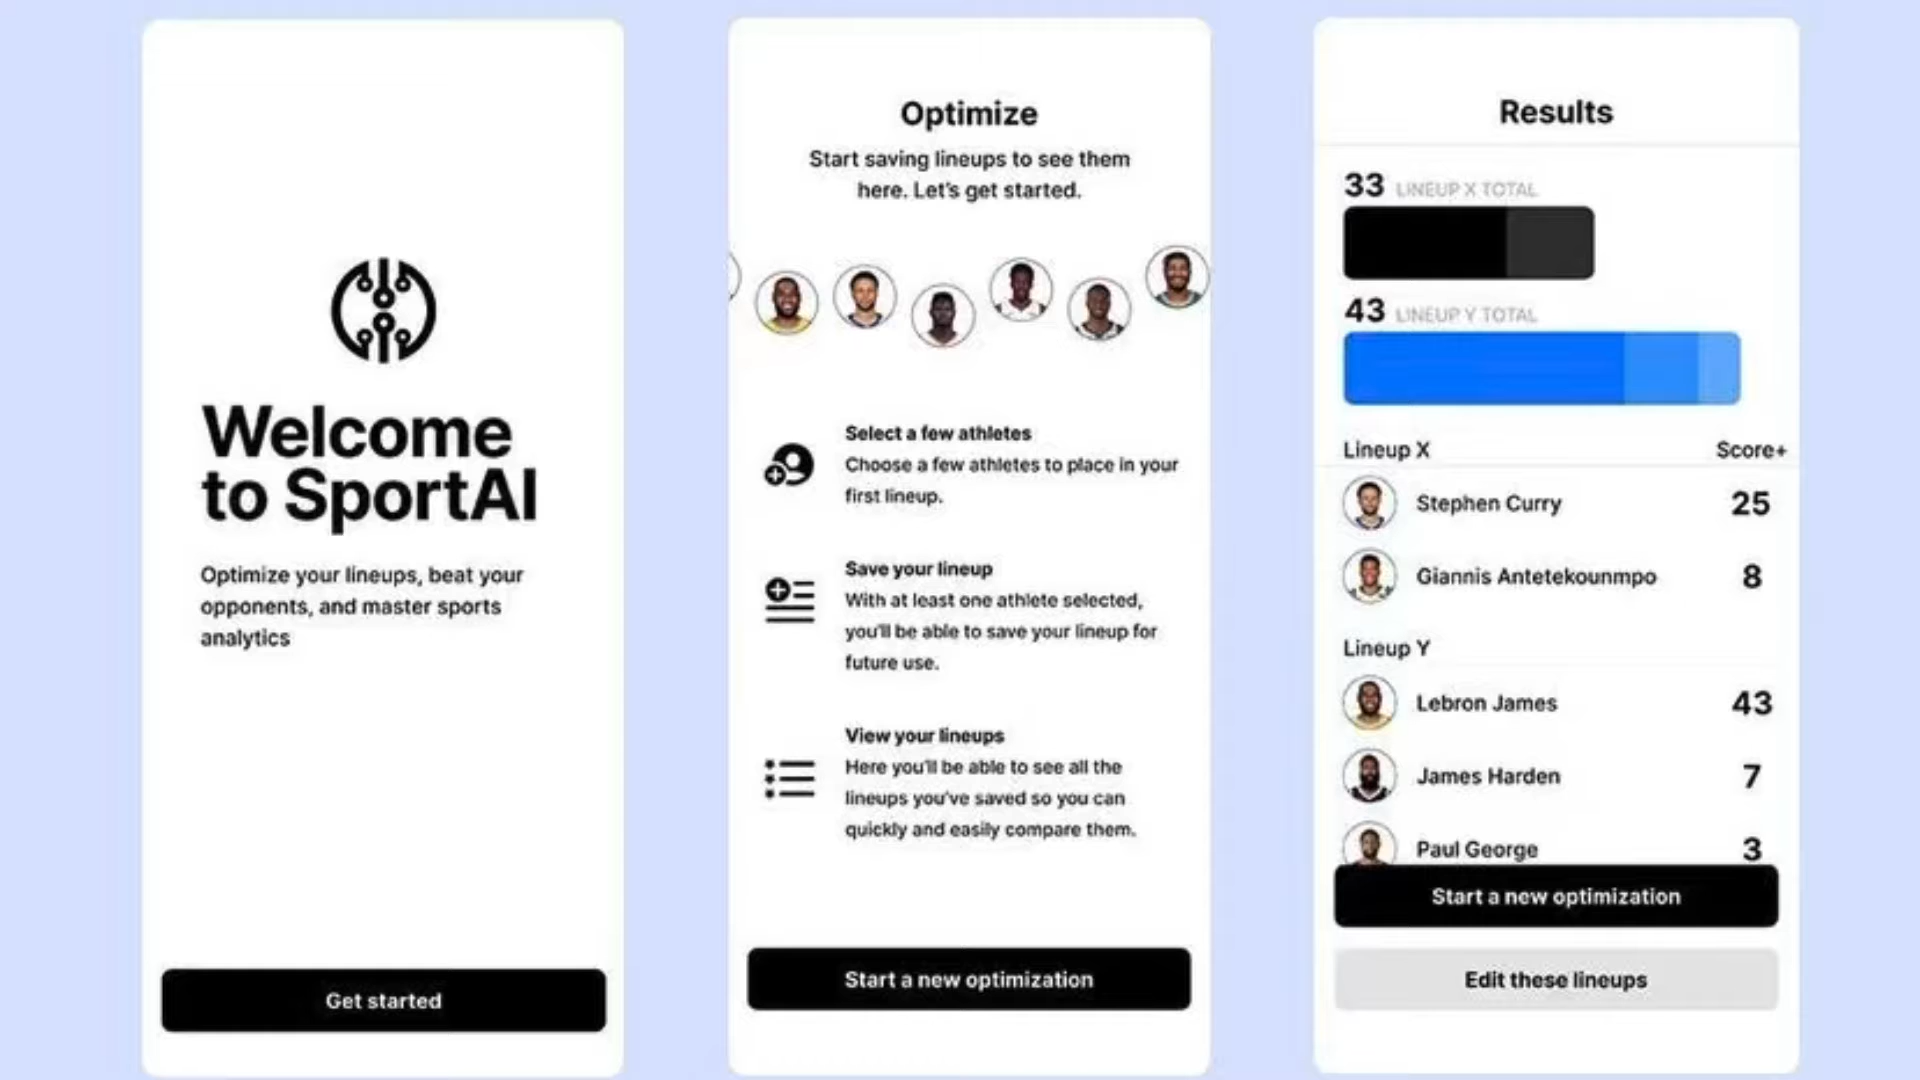 Welcome
to SportAI
Optimize your lineups, beat your
opponents, and master sports
analytics
Get started
Optimize
Start saving lineups to see them
here. Let's get started.
Select a few athletes
Choose a few athletes to place in your
first lineup.
Save your lineup
With at least one athlete selected,
you'll be able to save your lineup for
future use.
View your lineups
Here you'll be able to see all the
lineups you've saved so you can
quickly and easily compare them.
Start a new optimization
Results
33 LINEUP X TOTAL
43 LINEUP Y TOTAL
Lineup X Score+
Stephen Curry 25
Giannis Antetekounmpo 8
Lineup Y
Lebron James 43
James Harden 7
Paul George 3
Start a new optimization
Edit these lineups